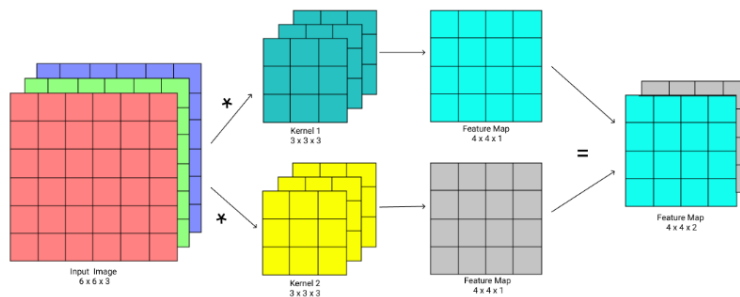 *
Kernel 1
3 x 3 x 3
Feature Map
4 x 4 x 1
=
Feature Map
4 x 4 x 2
Input Image
6 x 6 x 3
*
Kernel 2
3 x 3 x 3
Feature Map
4 x 4 x 1